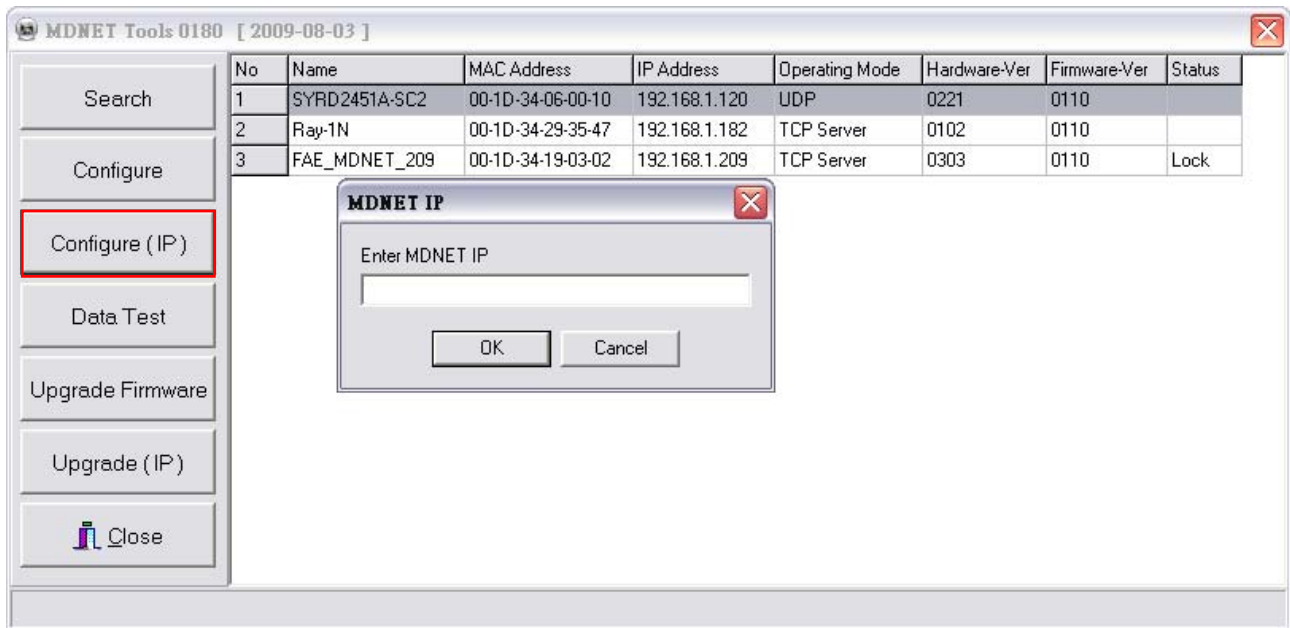 MDNET Tools 0180 [ 2009-08-03 ]
Search
Configure
Configure ( IP )
Data Test
Upgrade Firmware
Upgrade ( IP )
Close
No Name MAC Address IP Address Operating Mode Hardware-Ver Firmware-Ver Status
1 SYRD2451A-SC2 00-1D-34-06-00-10 192.168.1.120 UDP 0221 0110
2 Ray-1N 00-1D-34-29-35-47 192.168.1.182 TCP Server 0102 0110
3 FAE_MDNET_209 00-1D-34-19-03-02 192.168.1.209 TCP Server 0303 0110 Lock
MDNET IP
Enter MDNET IP
OK Cancel